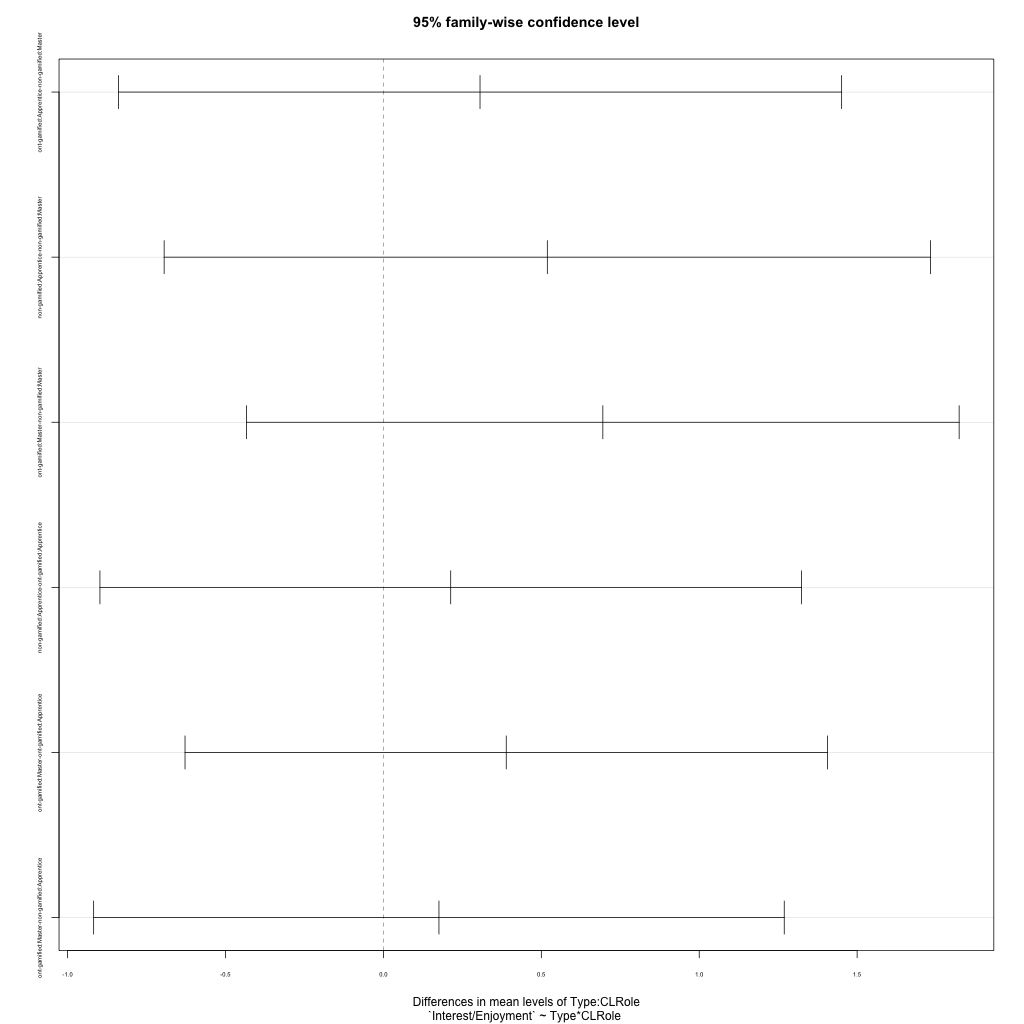 95% family-wise confidence level
ont-gamified:Apprentice-non-gamified:Master
non-gamified:Apprentice-non-gamified:Master
ont-gamified:Master-non-gamified:Master
non-gamified:Apprentice-ont-gamified:Apprentice
ont-gamified:Master-ont-gamified:Apprentice
ont-gamified:Master-non-gamified:Apprentice
-1.0 -0.5 0.0 0.5 1.0 1.5
Differences in mean levels of Type:CLRole
`Interest/Enjoyment` ~ Type*CLRole